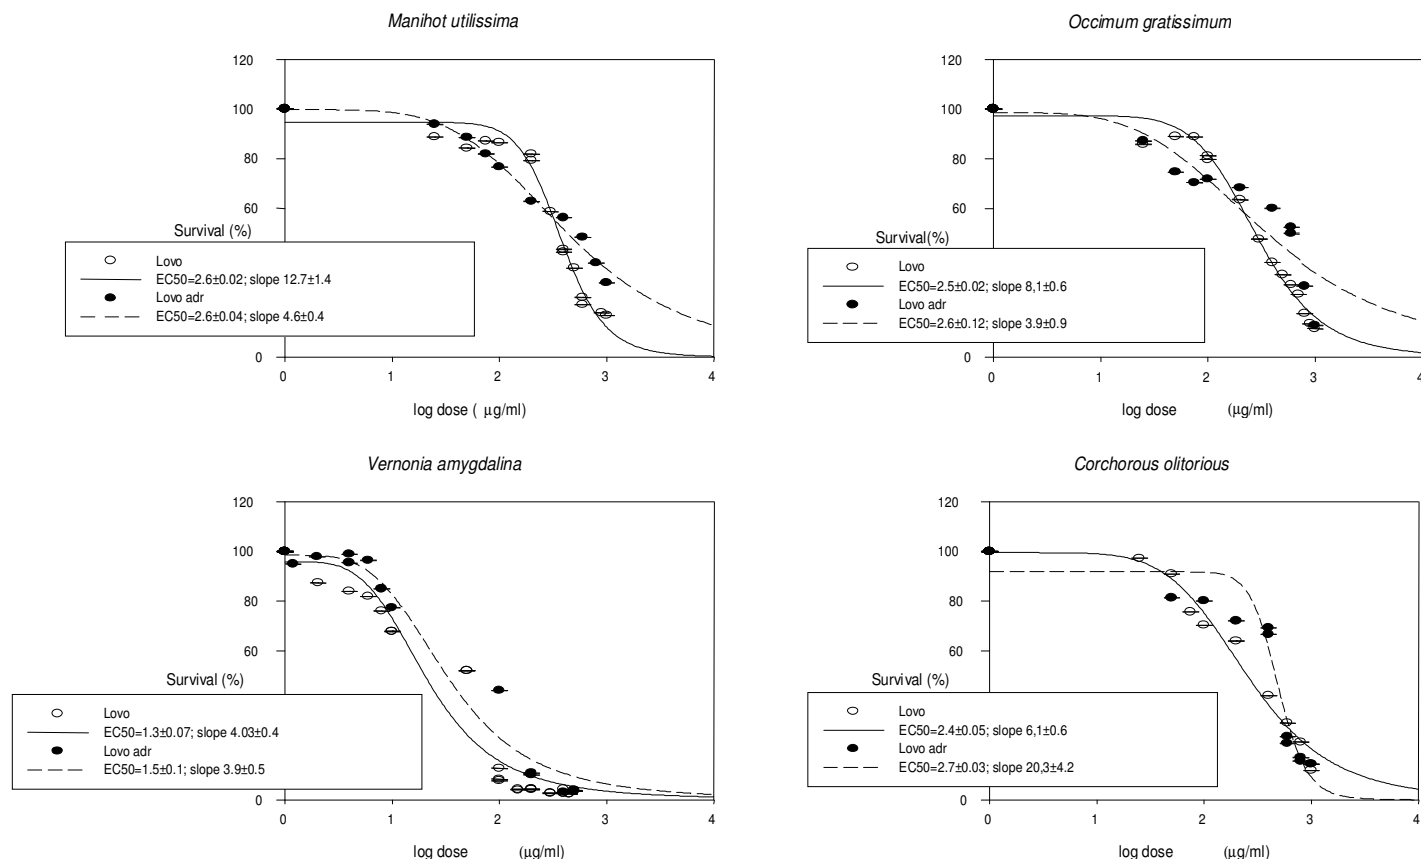 Manihot utilissima
120
100
80
60
Survival (%)
Lovo
EC50=2.6±0.02; slope 12.7±1.4
Lovo adr
EC50=2.6±0.04; slope 4.6±0.4
0
0 1 2 3 4
log dose ( μg/ml)
Occimum gratissimum
120
100
80
60
Survival(%)
Lovo
EC50=2.5±0.02; slope 8,1±0.6
Lovo adr
EC50=2.6±0.12; slope 3.9±0.9
0
0 1 2 3 4
log dose (μg/ml)
Vernonia amygdalina
120
100
80
60
Survival (%)
Lovo
EC50=1.3±0.07; slope 4.03±0.4
Lovo adr
EC50=1.5±0.1; slope 3.9±0.5
0
0 1 2 3 4
log dose (μg/ml)
Corchorous olitorious
120
100
80
60
Survival (%)
Lovo
EC50=2.4±0.05; slope 6,1±0.6
Lovo adr
EC50=2.7±0.03; slope 20,3±4.2
0
0 1 2 3 4
log dose (μg/ml)